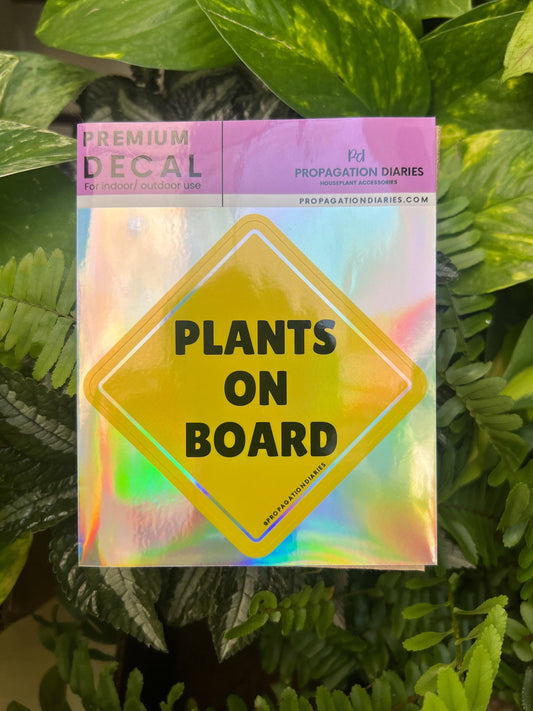 PREMIUM
DECAL
For indoor/ outdoor use
Pd
PROPAGATION DIARIES
HOUSEPLANT ACCESSORIES
PROPAGATIONDIARIES.COM
PLANTS
ON
BOARD
@PROPAGATIONDIARIES